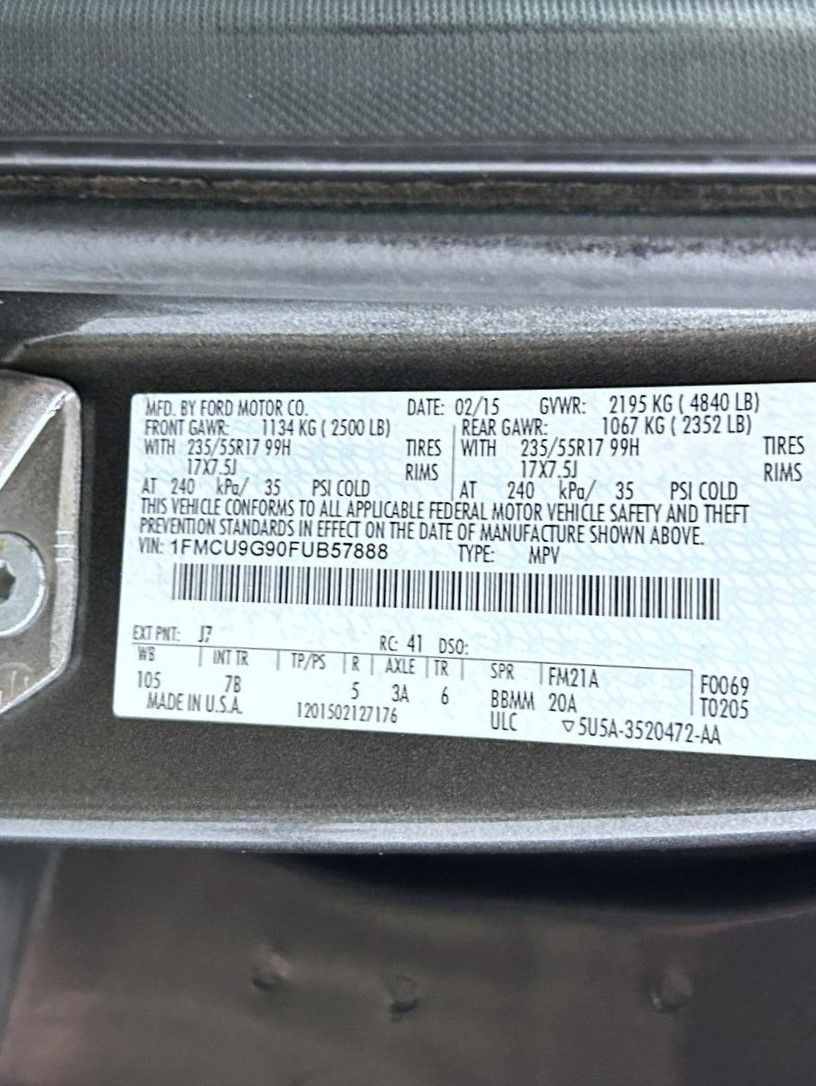 MFD. BY FORD MOTOR CO. DATE: 02/15 GVWR: 2195 KG ( 4840 LB)
FRONT GAWR: 1134 KG ( 2500 LB) REAR GAWR: 1067 KG ( 2352 LB)
WITH 235/55R17 99H TIRES WITH 235/55R17 99H TIRES
17X7.5J RIMS 17X7.5J RIMS
AT 240 kPa/ 35 PSI COLD AT 240 kPa/ 35 PSI COLD
THIS VEHICLE CONFORMS TO ALL APPLICABLE FEDERAL MOTOR VEHICLE SAFETY AND THEFT
PREVENTION STANDARDS IN EFFECT ON THE DATE OF MANUFACTURE SHOWN ABOVE.
VIN: 1FMCU9G90FUB57888 TYPE: MPV
EXT PNT: J7 RC: 41 DSO:
WB INT TR TP/PS R AXLE TR SPR FM21A F0069
105 7B 5 3A 6 BBMM 20A T0205
MADE IN U.S.A. 1201502127176 ULC ▽5U5A-3520472-AA